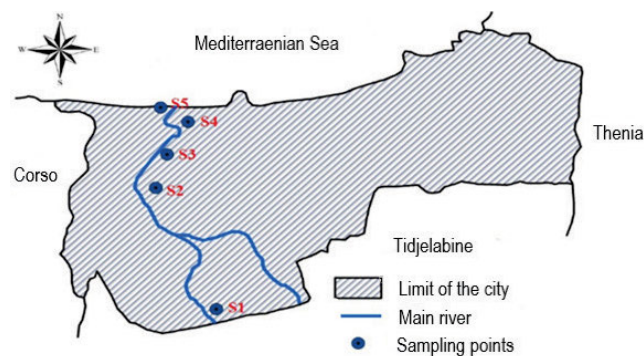 N
W E
S
Mediterraenian Sea
S5
S4
S3
Thenia
Corso
S2
Tidjelabine
Limit of the city
S1
Main river
Sampling points